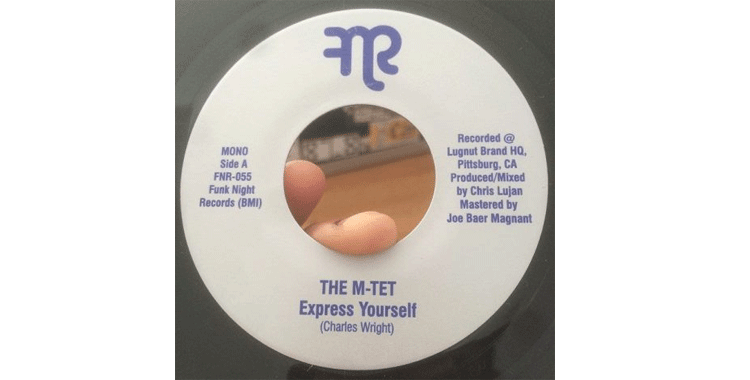 FNR
MONO
Side A
FNR-055
Funk Night
Records (BMI)
Recorded @
Lugnut Brand HQ,
Pittsburg, CA
Produced/Mixed
by Chris Lujan
Mastered by
Joe Baer Magnant
THE M-TET
Express Yourself
(Charles Wright)